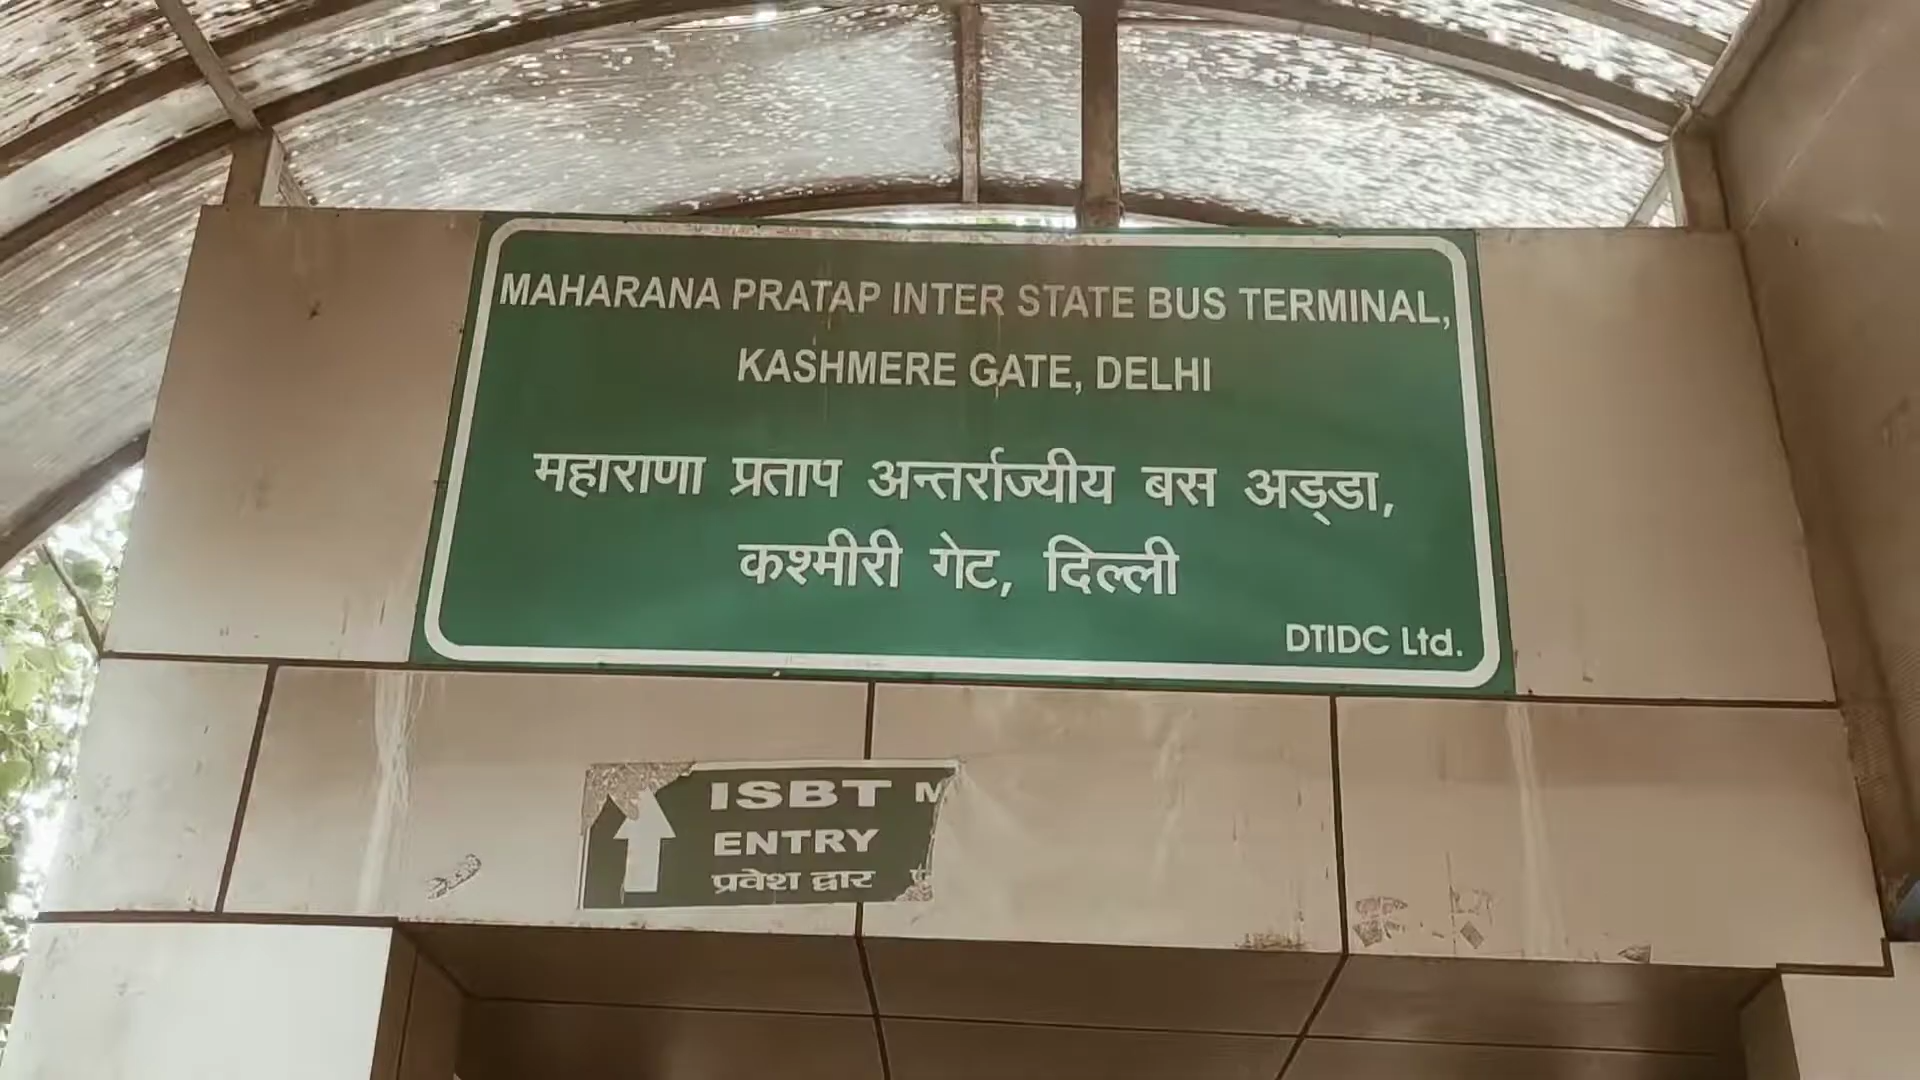 MAHARANA PRATAP INTER STATE BUS TERMINAL,
KASHMERE GATE, DELHI
महाराणा प्रताप अन्तर्राज्यीय बस अड्‌डा,
कश्मीरी गेट, दिल्ली
DTIDC Ltd.
ISBT M
ENTRY
प्रवेश द्वार